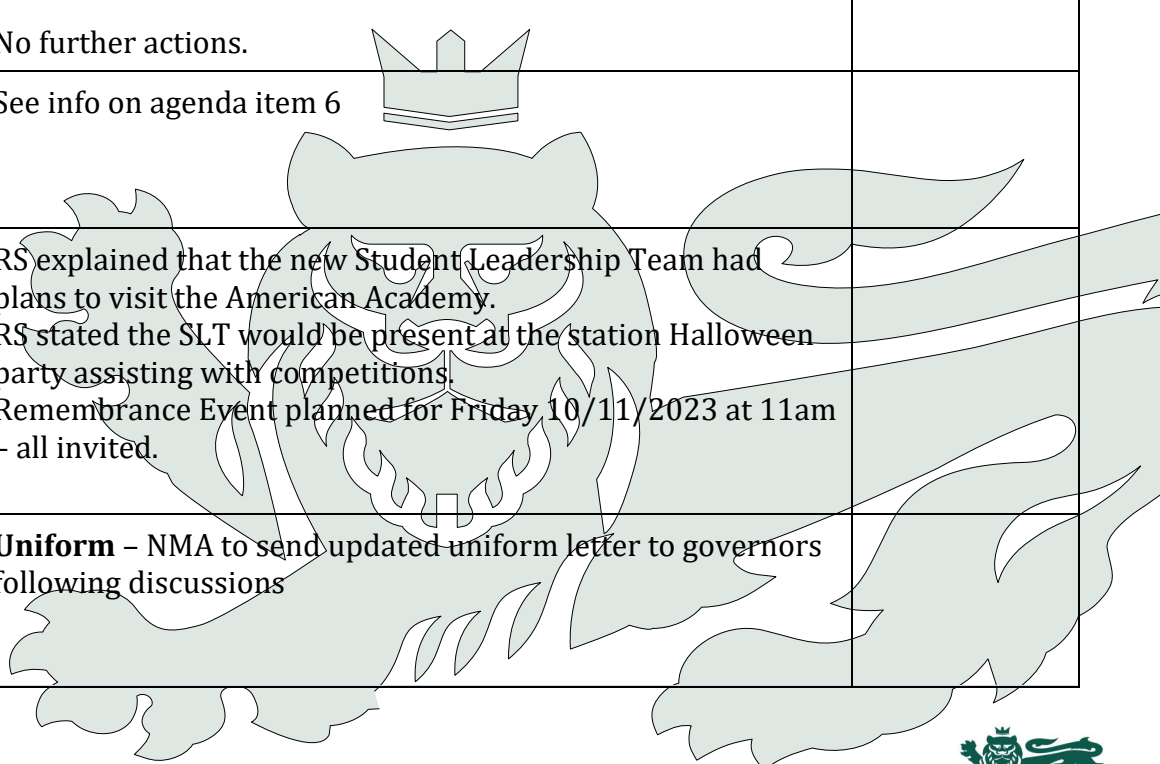 No further actions.
See info on agenda item 6
RS explained that the new Student Leadership Team had
plans to visit the American Academy.
RS stated the SLT would be present at the station Halloween
party assisting with competitions.
Remembrance Event planned for Friday 10/11/2023 at 11am
– all invited.
Uniform – NMA to send updated uniform letter to governors
following discussions